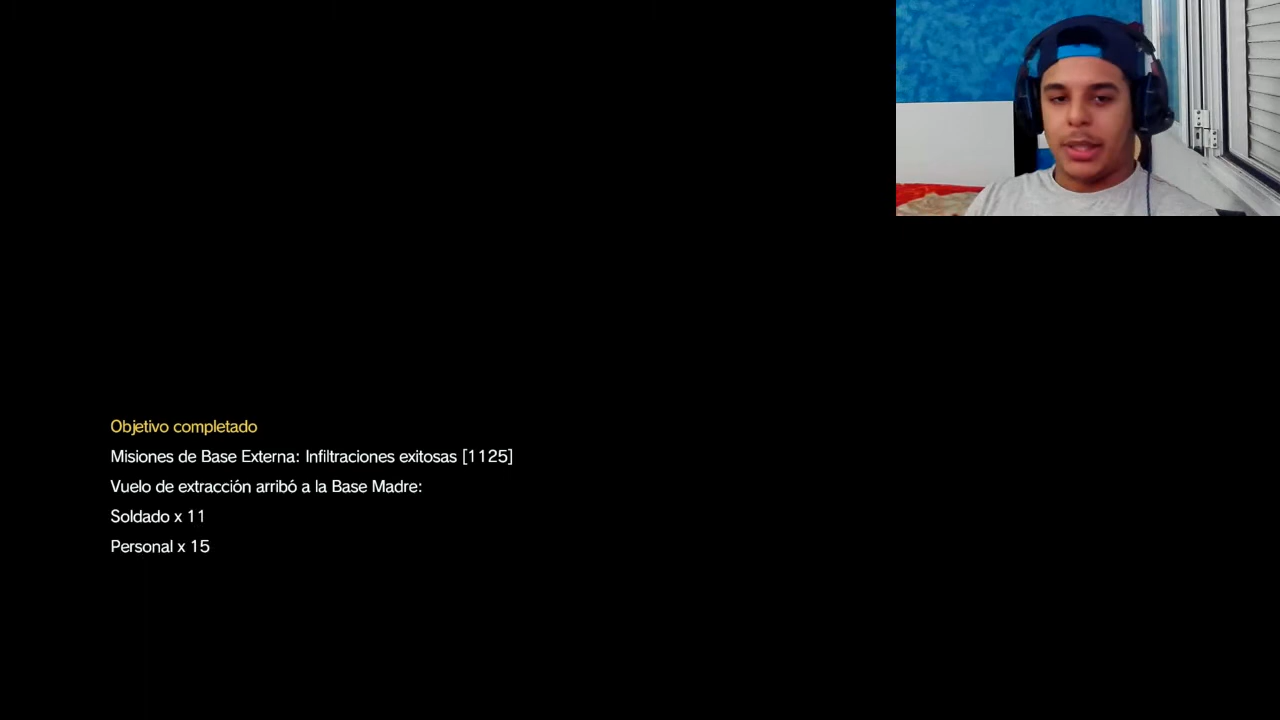 Objetivo completado
Misiones de Base Externa: Infiltraciones exitosas [1125]
Vuelo de extracción arribó a la Base Madre:
Soldado x 11
Personal x 15